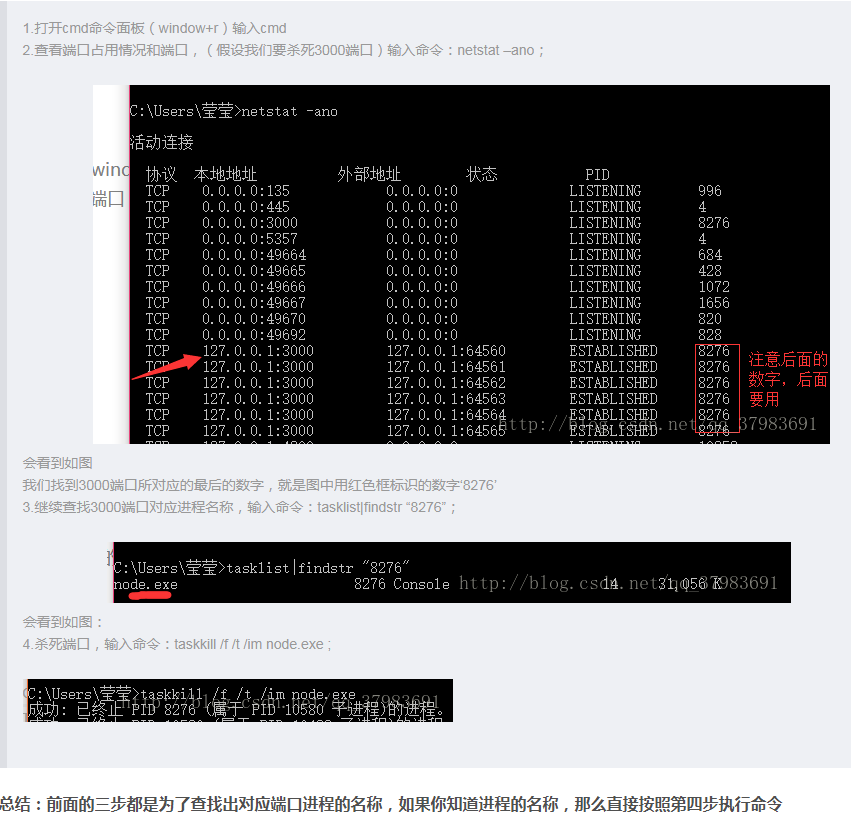 1.打开cmd命令面板（window+r）输入cmd
2.查看端口占用情况和端口，（假设我们要杀死3000端口）输入命令：netstat –ano；
C:\Users\莹莹>netstat -ano
活动连接
wind
端口
协议 本地地址 外部地址 状态 PID
TCP 0.0.0.0:135 0.0.0.0:0 LISTENING 996
TCP 0.0.0.0:445 0.0.0.0:0 LISTENING 4
TCP 0.0.0.0:3000 0.0.0.0:0 LISTENING 8276
TCP 0.0.0.0:5357 0.0.0.0:0 LISTENING 4
TCP 0.0.0.0:49664 0.0.0.0:0 LISTENING 684
TCP 0.0.0.0:49665 0.0.0.0:0 LISTENING 428
TCP 0.0.0.0:49666 0.0.0.0:0 LISTENING 1072
TCP 0.0.0.0:49667 0.0.0.0:0 LISTENING 1656
TCP 0.0.0.0:49670 0.0.0.0:0 LISTENING 820
TCP 0.0.0.0:49692 0.0.0.0:0 LISTENING 828
TCP 127.0.0.1:3000 127.0.0.1:64560 ESTABLISHED 8276
TCP 127.0.0.1:3000 127.0.0.1:64561 ESTABLISHED 8276
TCP 127.0.0.1:3000 127.0.0.1:64562 ESTABLISHED 8276
TCP 127.0.0.1:3000 127.0.0.1:64563 ESTABLISHED 8276
TCP 127.0.0.1:3000 127.0.0.1:64564 ESTABLISHED 8276
TCP 127.0.0.1:3000 127.0.0.1:64565 ESTABLISHED 8276
注意后面的
数字，后面
要用
http://blog.csdn.net/qq_37983691
会看到如图
我们找到3000端口所对应的最后的数字，就是图中用红色框标识的数字‘8276’
3.继续查找3000端口对应进程名称，输入命令：tasklist|findstr “8276”；
C:\Users\莹莹>tasklist|findstr "8276"
node.exe 8276 Console 14 31,056 K
http://blog.csdn.net/qq_37983691
会看到如图：
4.杀死端口，输入命令：taskkill /f /t /im node.exe ;
C:\Users\莹莹>taskkill /f /t /im node.exe
成功: 已终止 PID 8276 (属于 PID 10580 子进程)的进程。
http://blog.csdn.net/qq_37983691
总结：前面的三步都是为了查找出对应端口进程的名称，如果你知道进程的名称，那么直接按照第四步执行命令